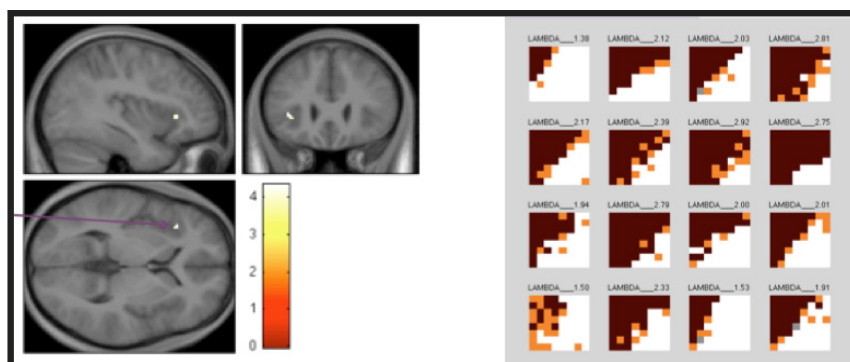 LAMBDA___1.38 LAMBDA___2.12 LAMBDA___2.03 LAMBDA___2.81
LAMBDA___2.17 LAMBDA___2.39 LAMBDA___2.92 LAMBDA___2.75
LAMBDA___1.94 LAMBDA___2.79 LAMBDA___2.00 LAMBDA___2.01
LAMBDA___1.50 LAMBDA___2.33 LAMBDA___1.53 LAMBDA___1.91
4
3
2
1
0